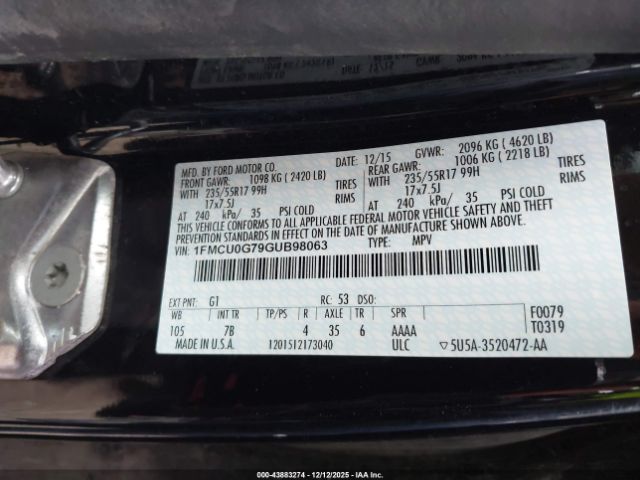 MFD. BY FORD MOTOR CO.
DATE: 12/15 GVWR: 2096 KG ( 4620 LB)
FRONT GAWR: 1098 KG ( 2420 LB)
REAR GAWR: 1006 KG ( 2218 LB)
WITH 235/55R17 99H TIRES
WITH 235/55R17 99H TIRES
17x7.5J RIMS
17x7.5J RIMS
AT 240 kPa/ 35 PSI COLD
AT 240 kPa/ 35 PSI COLD
THIS VEHICLE CONFORMS TO ALL APPLICABLE FEDERAL MOTOR VEHICLE SAFETY AND THEFT
PREVENTION STANDARDS IN EFFECT ON THE DATE OF MANUFACTURE SHOWN ABOVE.
VIN: 1FMCU0G79GUB98063 TYPE: MPV
EXT PNT: G1 RC: 53 DSO:
WB INT TR TP/PS R AXLE TR SPR
F0079
105 7B 4 35 6 AAAA
T0319
MADE IN U.S.A. 1201512173040 ULC ▽5U5A-3520472-AA
000-43883274 - 12/12/2025 - IAA Inc.